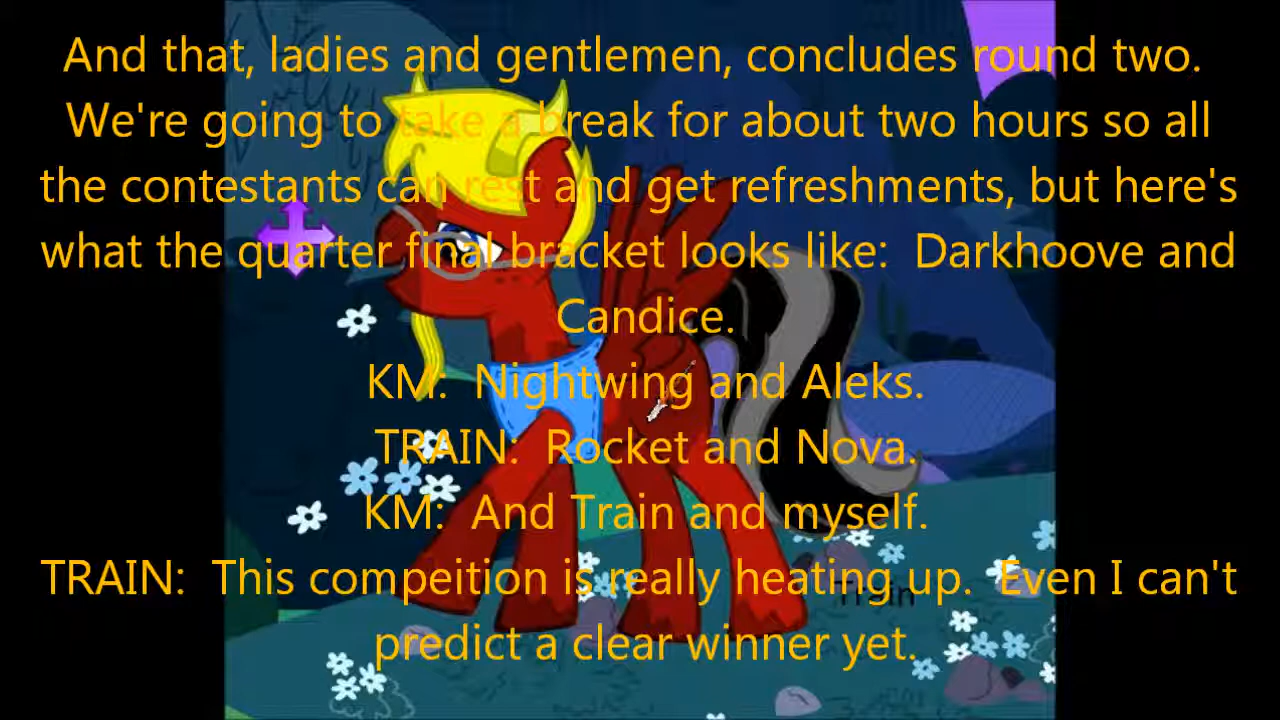 And that, ladies and gentlemen, concludes round two.
We're going to take a break for about two hours so all
the contestants can rest and get refreshments, but here's
what the quarter final bracket looks like:  Darkhoove and
Candice.
KM:  Nightwing and Aleks.
TRAIN:  Rocket and Nova.
KM:  And Train and myself.
TRAIN:  This compeition is really heating up.  Even I can't
Train
predict a clear winner yet.